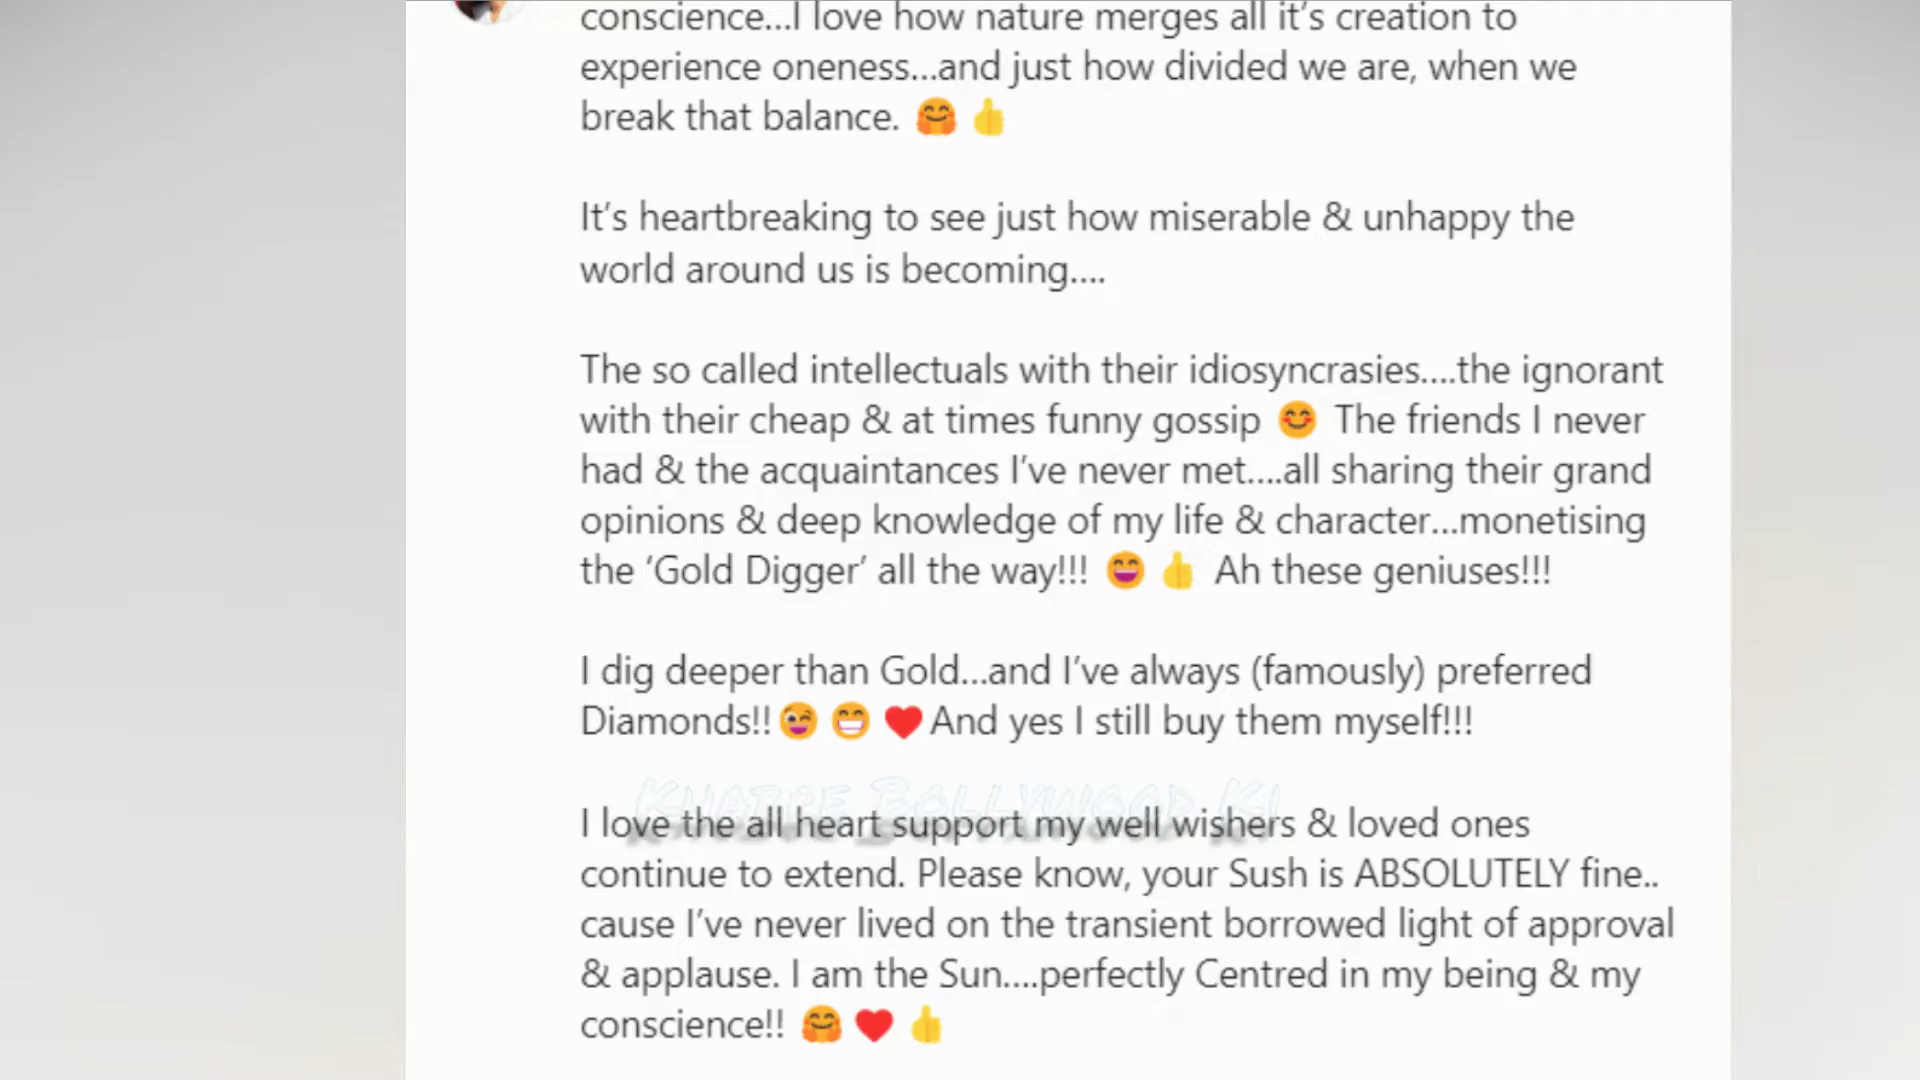 conscience...I love how nature merges all it's creation to
experience oneness...and just how divided we are, when we
break that balance. 🤗 👍
It's heartbreaking to see just how miserable & unhappy the
world around us is becoming....
The so called intellectuals with their idiosyncrasies....the ignorant
with their cheap & at times funny gossip 😊 The friends I never
had & the acquaintances I've never met....all sharing their grand
opinions & deep knowledge of my life & character...monetising
the ‘Gold Digger’ all the way!!! 😄 👍 Ah these geniuses!!!
I dig deeper than Gold...and I've always (famously) preferred
Diamonds!! 😉 😁 ❤️ And yes I still buy them myself!!!
Khabre Bollywood Ki
I love the all heart support my well wishers & loved ones
continue to extend. Please know, your Sush is ABSOLUTELY fine..
cause I've never lived on the transient borrowed light of approval
& applause. I am the Sun....perfectly Centred in my being & my
conscience!! 🤗 ❤️ 👍